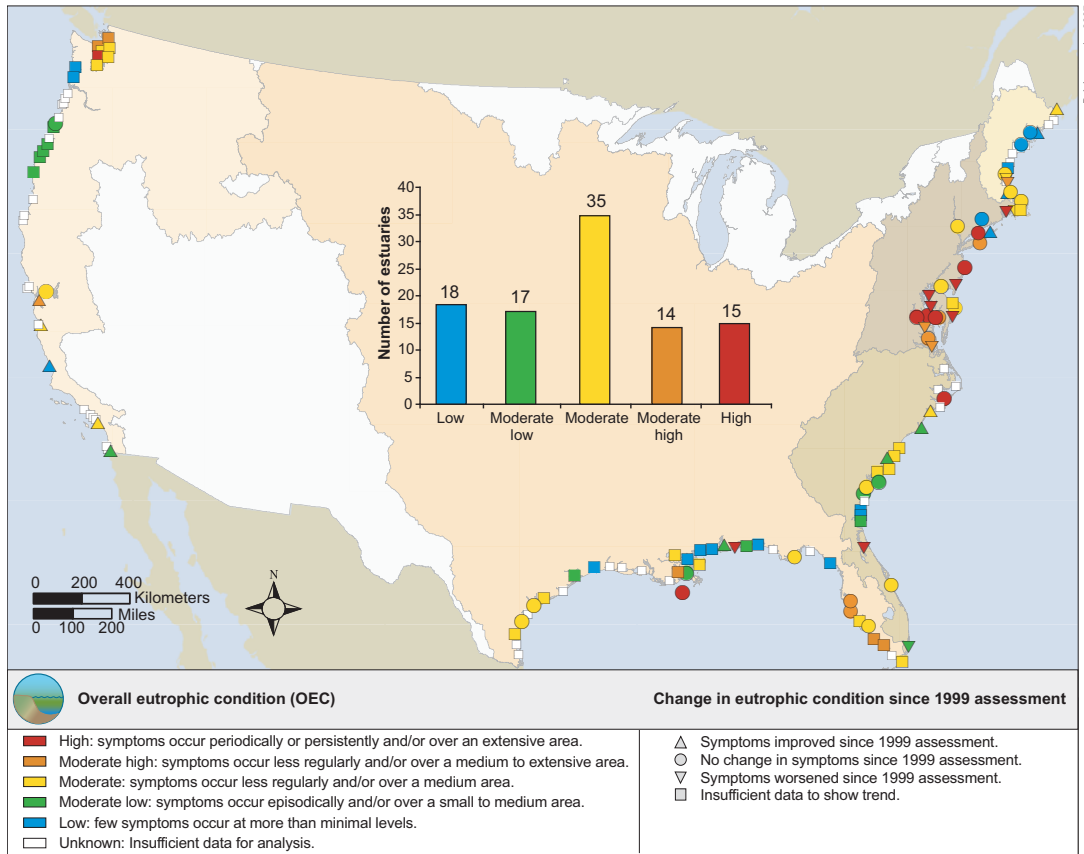 40
35
30
25
20
15
10
5
0
Number of estuaries
18
17
35
14
15
Low
Moderate low
Moderate
Moderate high
High
0 200 400
Kilometers
Miles
0 100 200
N
Overall eutrophic condition (OEC)
Change in eutrophic condition since 1999 assessment
High: symptoms occur periodically or persistently and/or over an extensive area.
Moderate high: symptoms occur less regularly and/or over a medium to extensive area.
Moderate: symptoms occur less regularly and/or over a medium area.
Moderate low: symptoms occur episodically and/or over a small to medium area.
Low: few symptoms occur at more than minimal levels.
Unknown: Insufficient data for analysis.
Symptoms improved since 1999 assessment.
No change in symptoms since 1999 assessment.
Symptoms worsened since 1999 assessment.
Insufficient data to show trend.